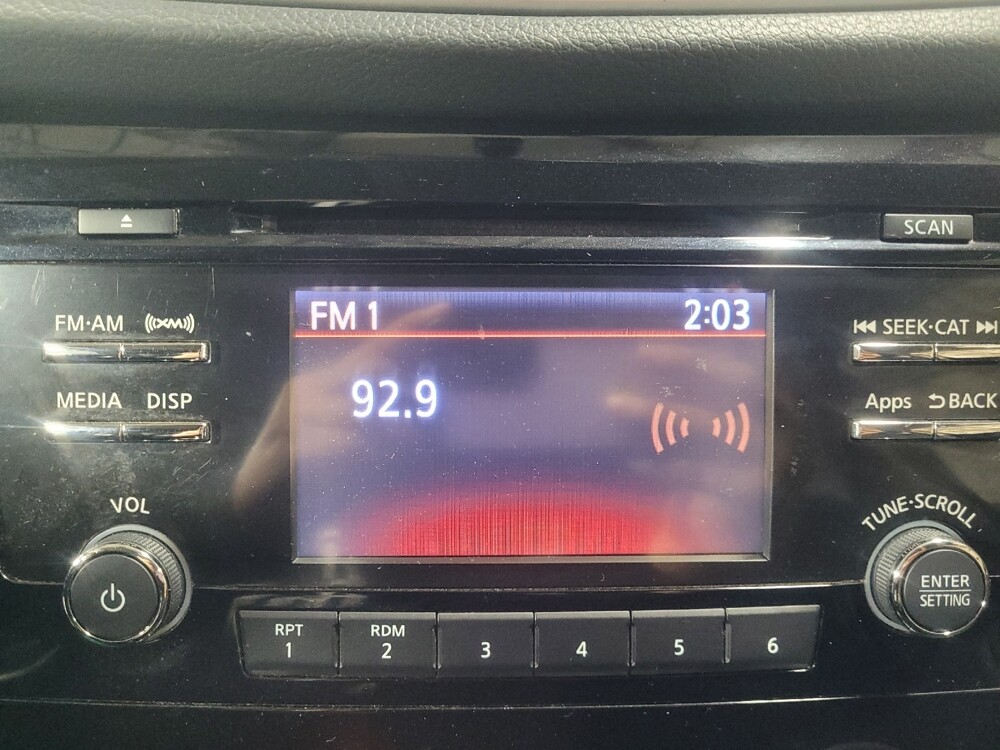 SCAN
FM·AM (((XM)))
SEEK·CAT
MEDIA DISP
Apps BACK
FM 1 2:03
92.9
VOL
TUNE·SCROLL
ENTER
SETTING
RPT
1
RDM
2
3
4
5
6